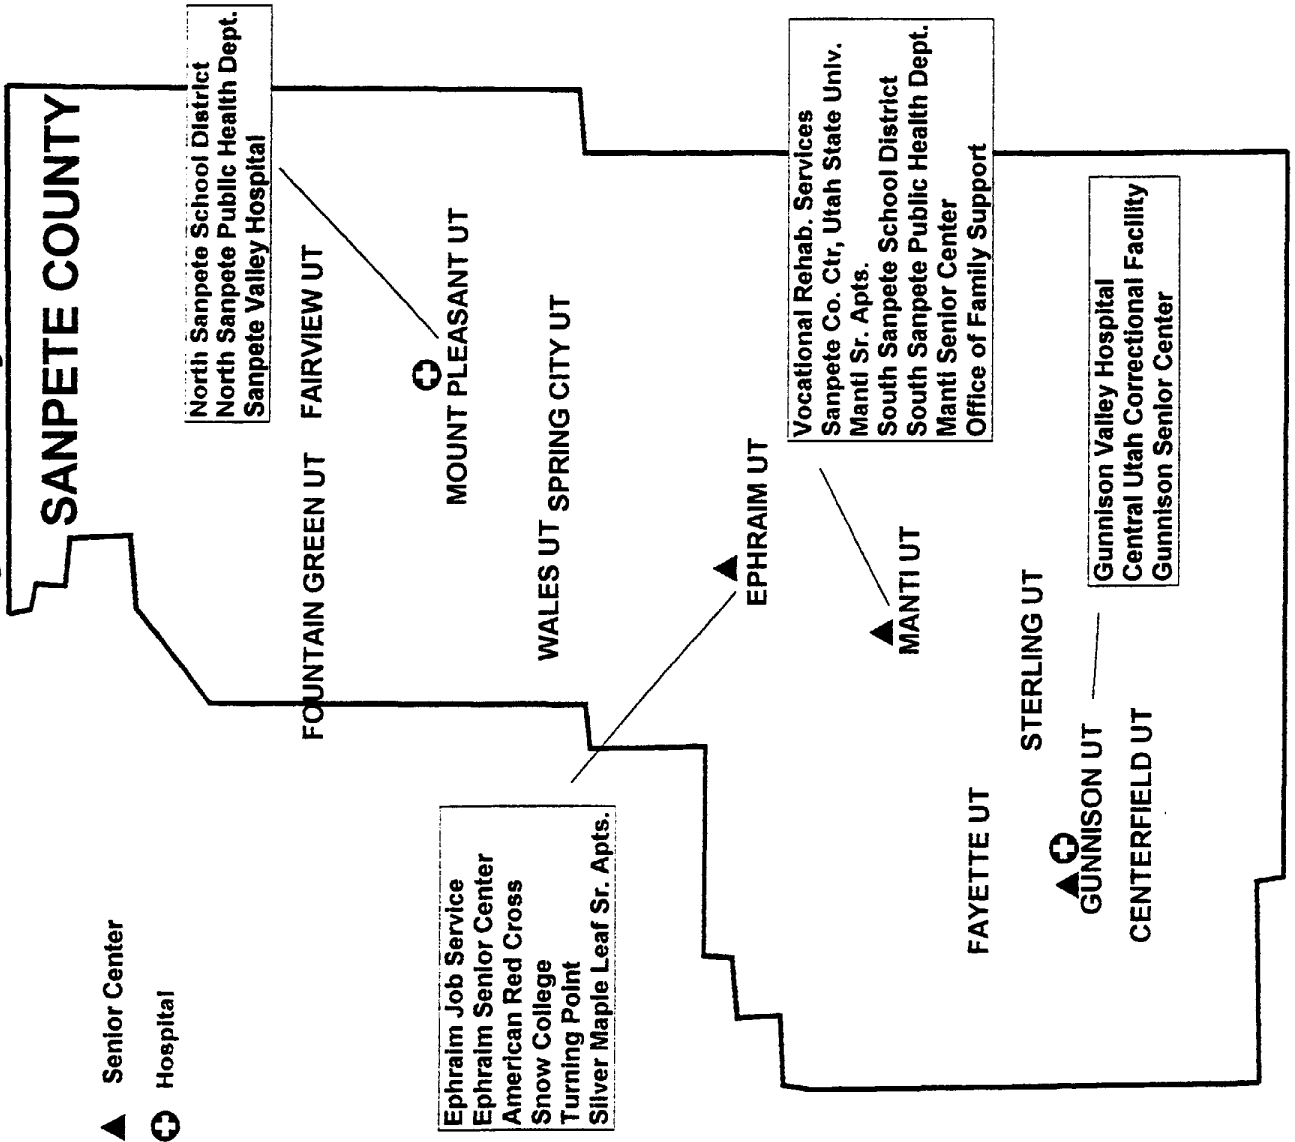 SANPETE COUNTY
▲ Senior Center
Hospital
North Sanpete School District
North Sanpete Public Health Dept.
Sanpete Valley Hospital
FOUNTAIN GREEN UT
FAIRVIEW UT
MOUNT PLEASANT UT
WALES UT
SPRING CITY UT
Ephraim Job Service
Ephraim Senior Center
American Red Cross
Snow College
Turning Point
Silver Maple Leaf Sr. Apts.
EPHRAIM UT
Vocational Rehab. Services
Sanpete Co. Ctr, Utah State Univ.
Manti Sr. Apts.
South Sanpete School District
South Sanpete Public Health Dept.
Manti Senior Center
Office of Family Support
MANTI UT
FAYETTE UT
STERLING UT
GUNNISON UT
CENTERFIELD UT
Gunnison Valley Hospital
Central Utah Correctional Facility
Gunnison Senior Center